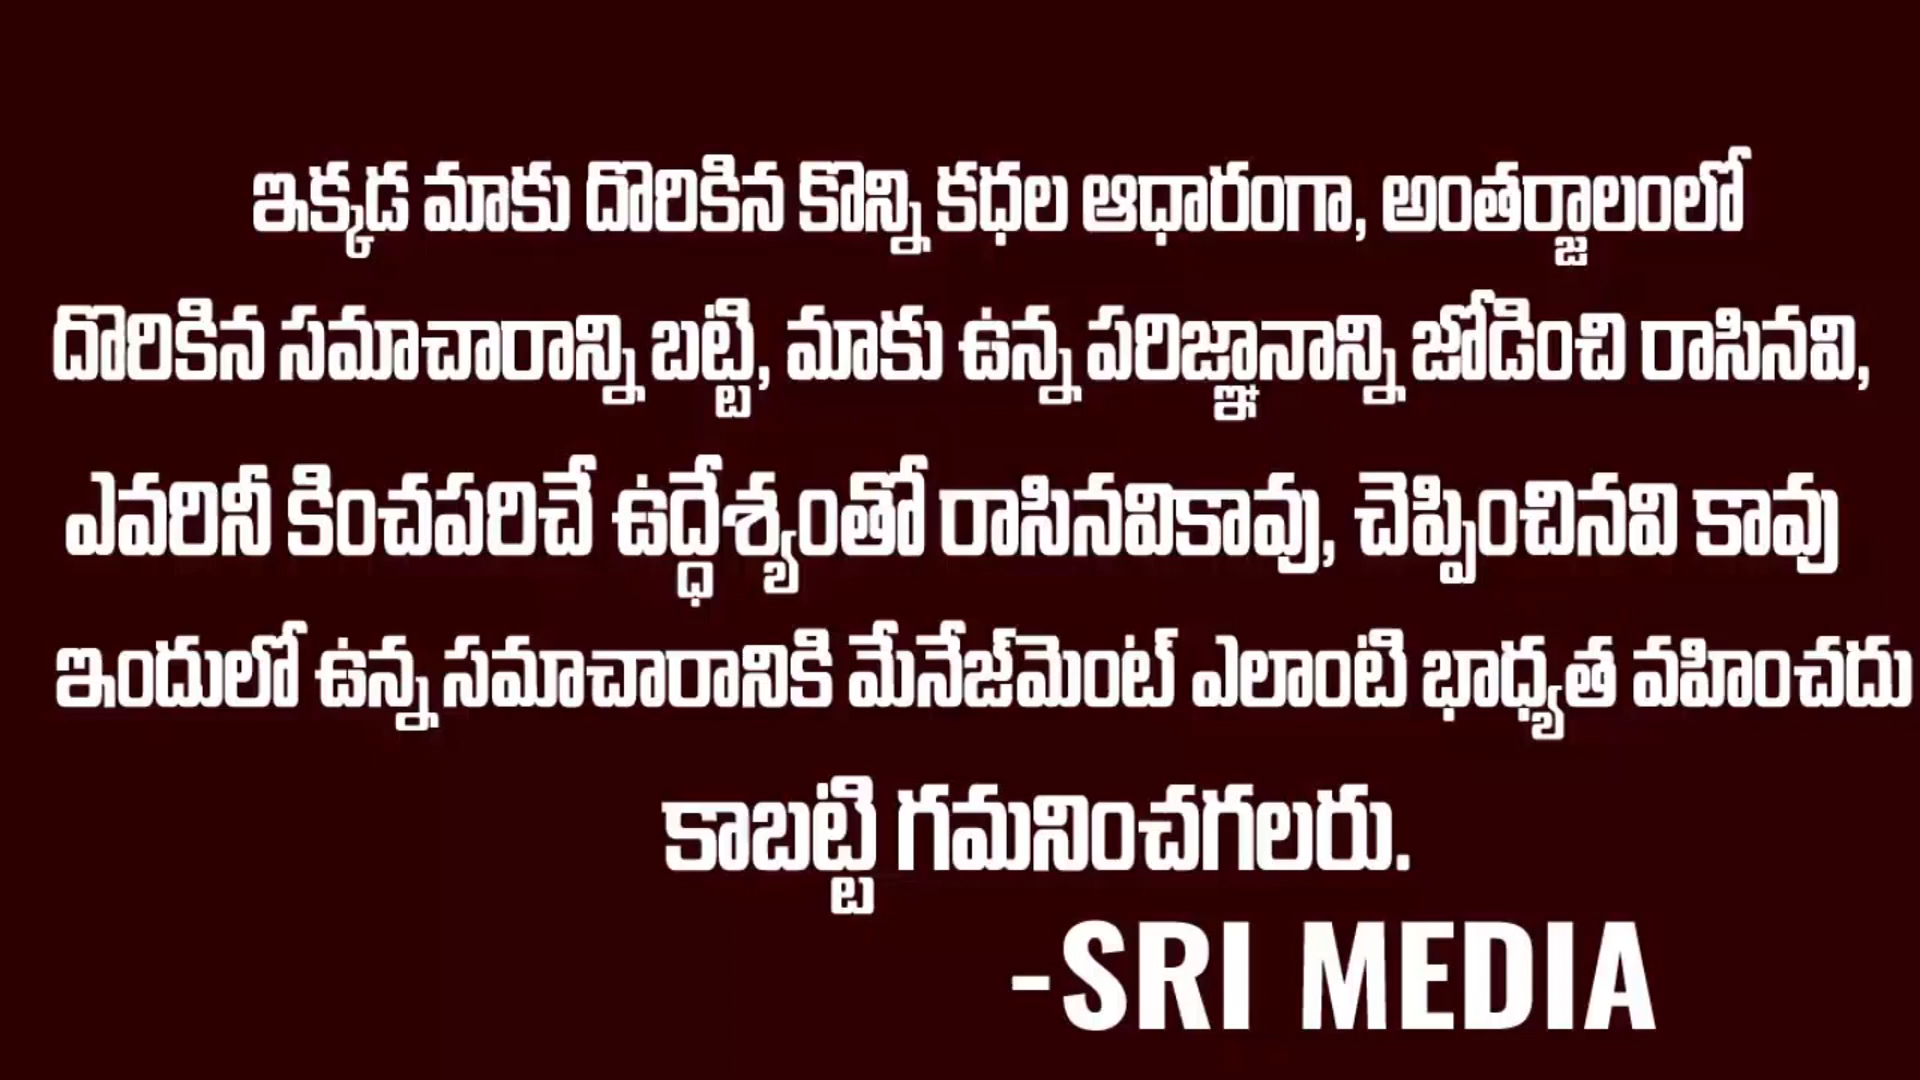 ఇక్కడ మాకు దొరికిన కొన్ని కధల ఆధారంగా, అంతర్జాలంలో
దొరికిన సమాచారాన్ని బట్టి, మాకు ఉన్న పరిజ్ఞానాన్ని జోడించి రాసినవి,
ఎవరినీ కించపరిచే ఉద్ధేశ్యంతో రాసినవికావు, చెప్పించినవి కావు
ఇందులో ఉన్న సమాచారానికి మేనేజ్‌మెంట్ ఎలాంటి భాధ్యత వహించదు
కాబట్టి గమనించగలరు.
-SRI MEDIA